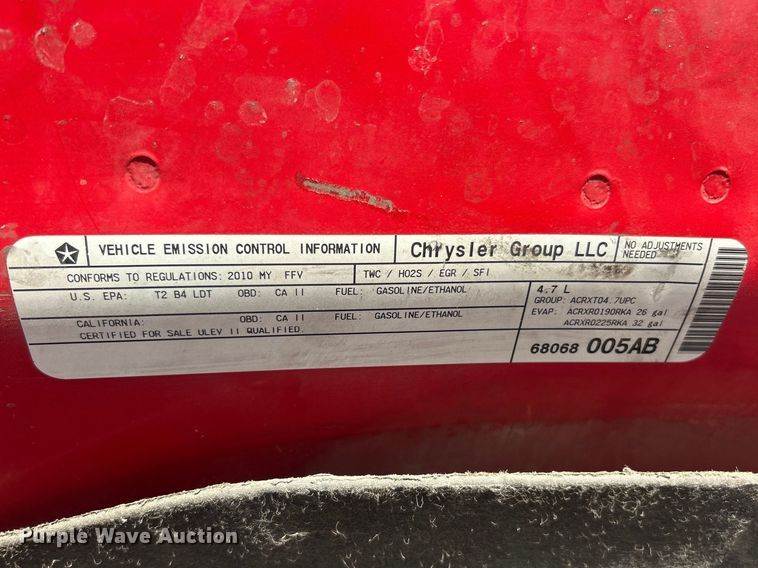 VEHICLE EMISSION CONTROL INFORMATION
Chrysler Group LLC
NO ADJUSTMENTS
NEEDED
CONFORMS TO REGULATIONS: 2010 MY FFV
TWC / HO2S / EGR / SFI
U.S. EPA: T2 B4 LDT OBD: CA II FUEL: GASOLINE/ETHANOL
CALIFORNIA: OBD: CA II FUEL: GASOLINE/ETHANOL
CERTIFIED FOR SALE ULEV II QUALIFIED.
4.7 L
GROUP: ACRXT04.7UPC
EVAP: ACRXR0190RKA 26 gal
ACRXR0225RKA 32 gal
68068 005AB
Purple Wave Auction